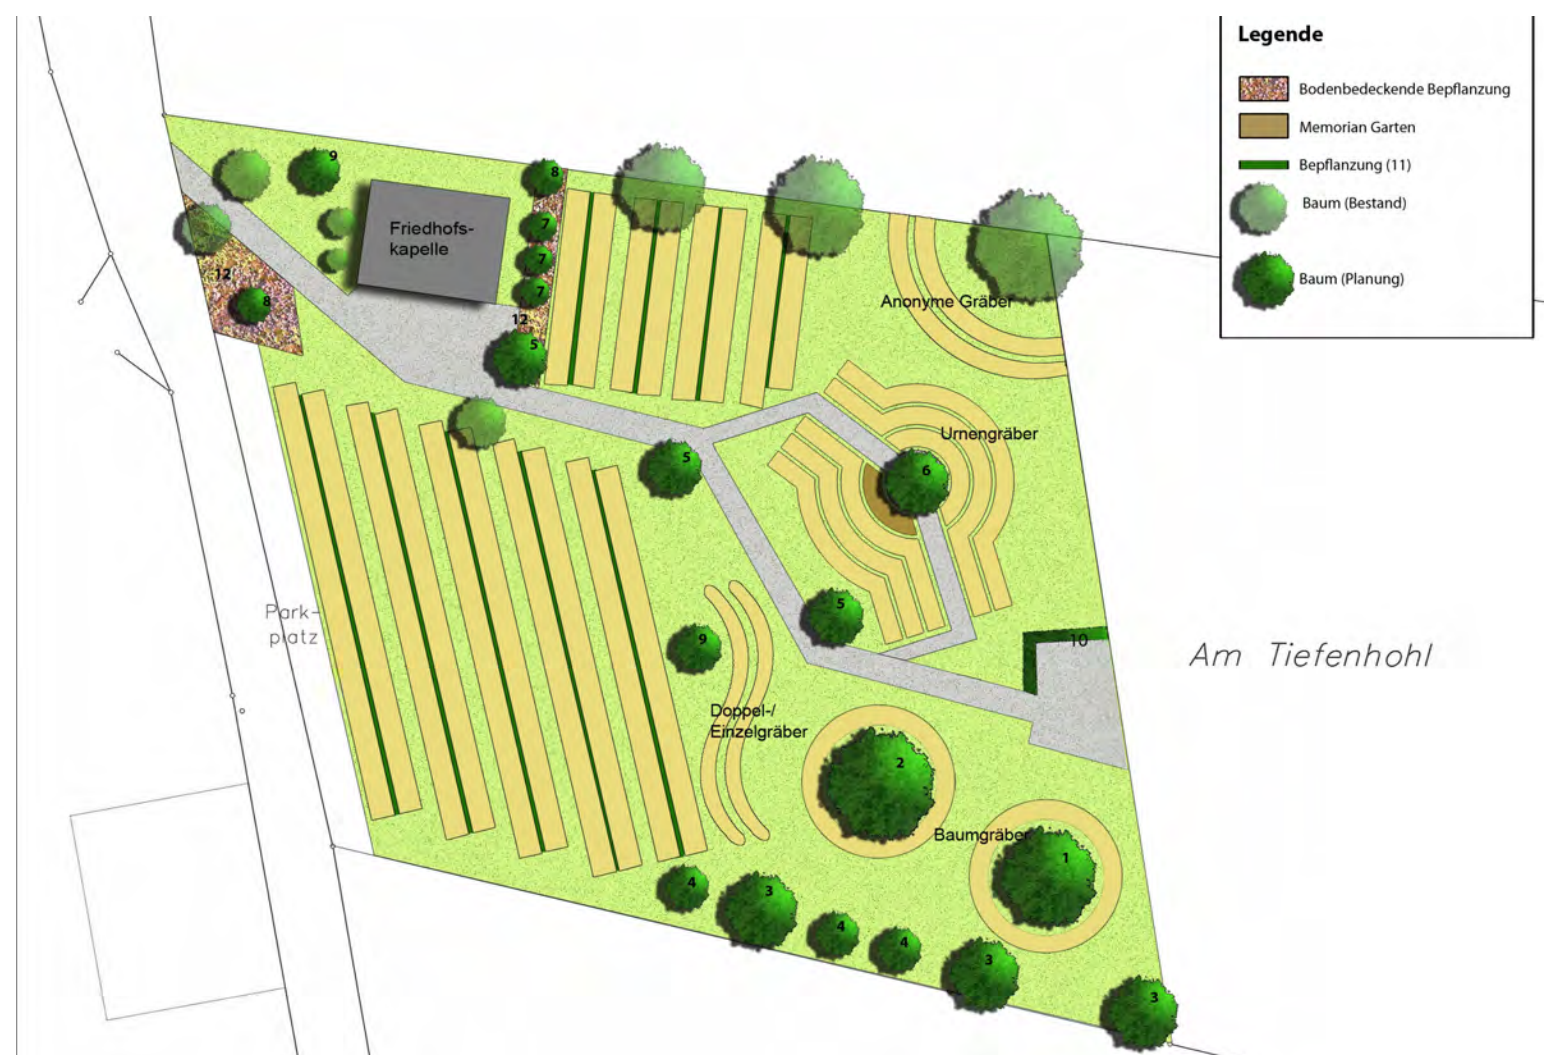 Legende
Bodenbedeckende Bepflanzung
Memorian Garten
Bepflanzung (11)
Baum (Bestand)
Baum (Planung)
9
8
7
7
7
12
8
12
5
Friedhofs-
kapelle
Anonyme Gräber
Urnengräber
6
5
5
9
10
Park-
platz
Am Tiefenhohl
Doppel-/
Einzelgräber
2
Baumgräber
1
4
3
4
4
3
3